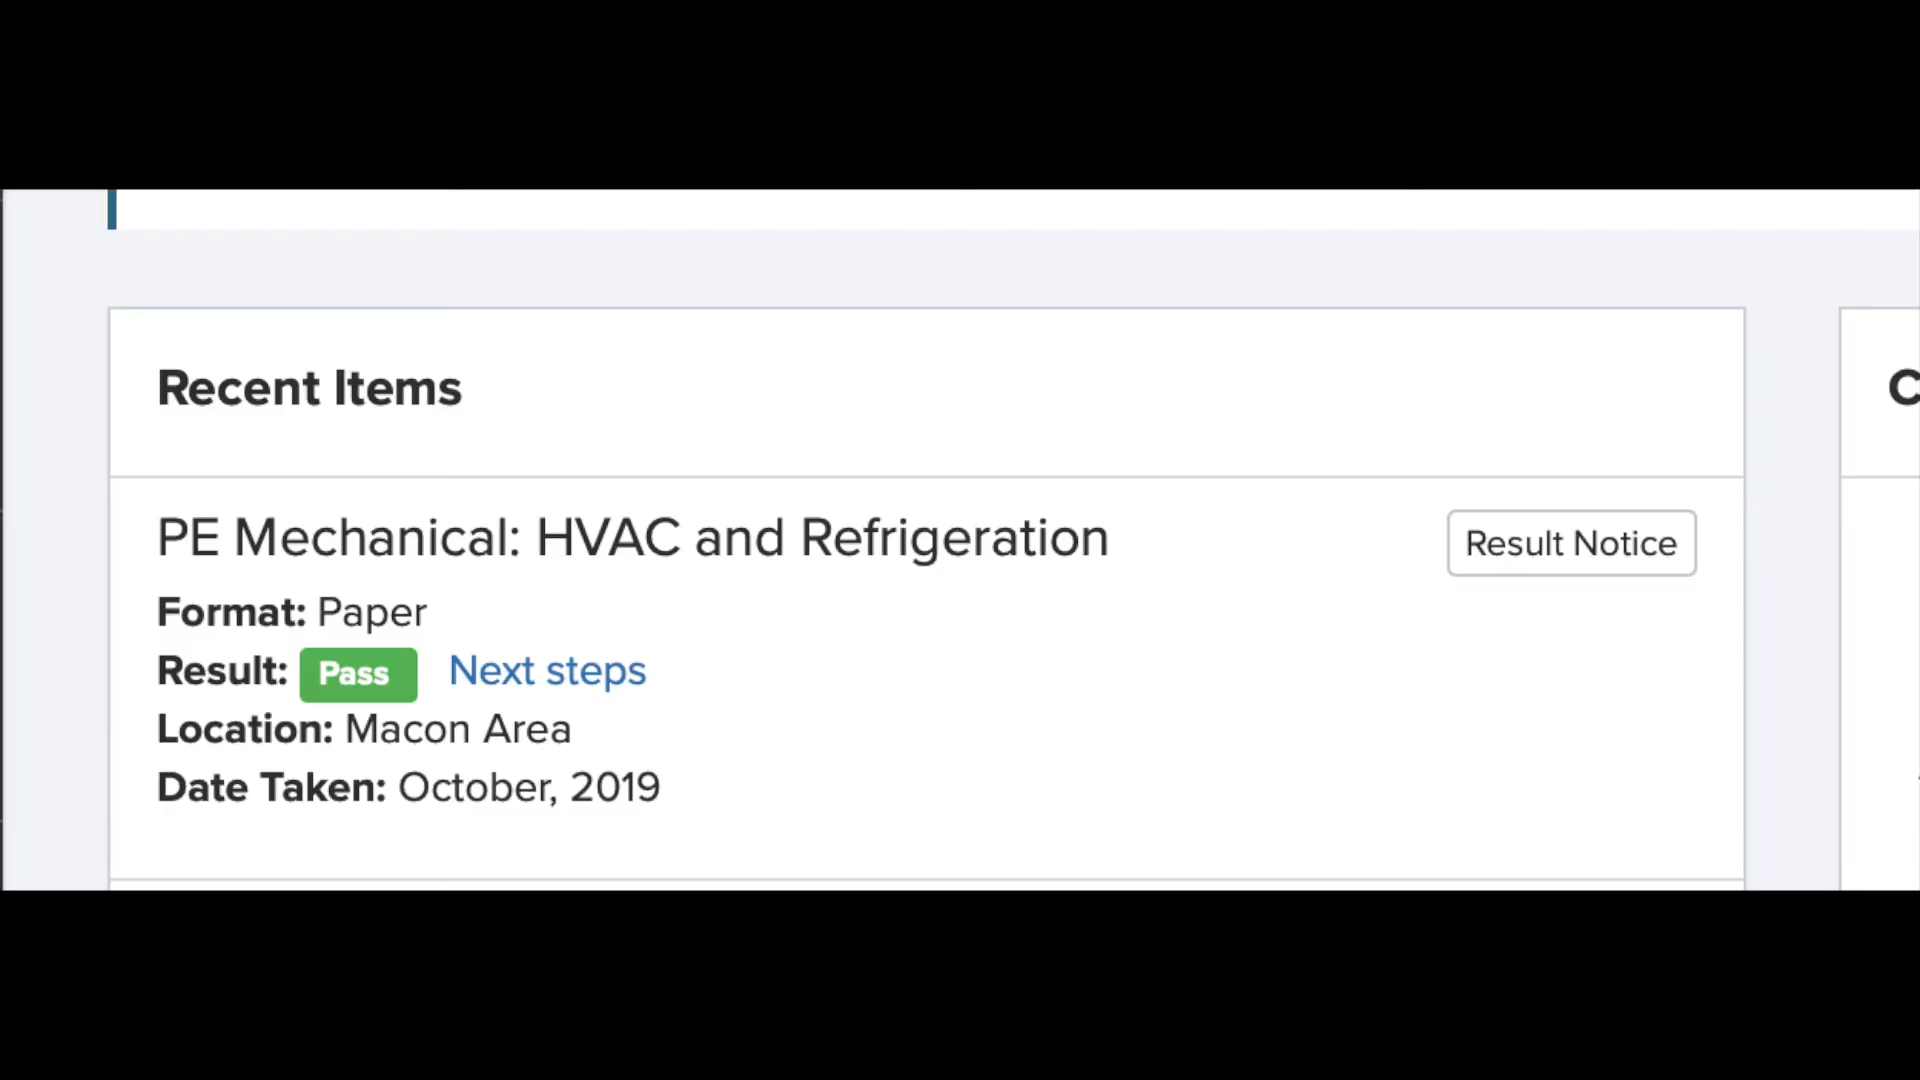 Recent Items
C
PE Mechanical: HVAC and Refrigeration
Result Notice
Format: Paper
Result: Pass Next steps
Location: Macon Area
Date Taken: October, 2019